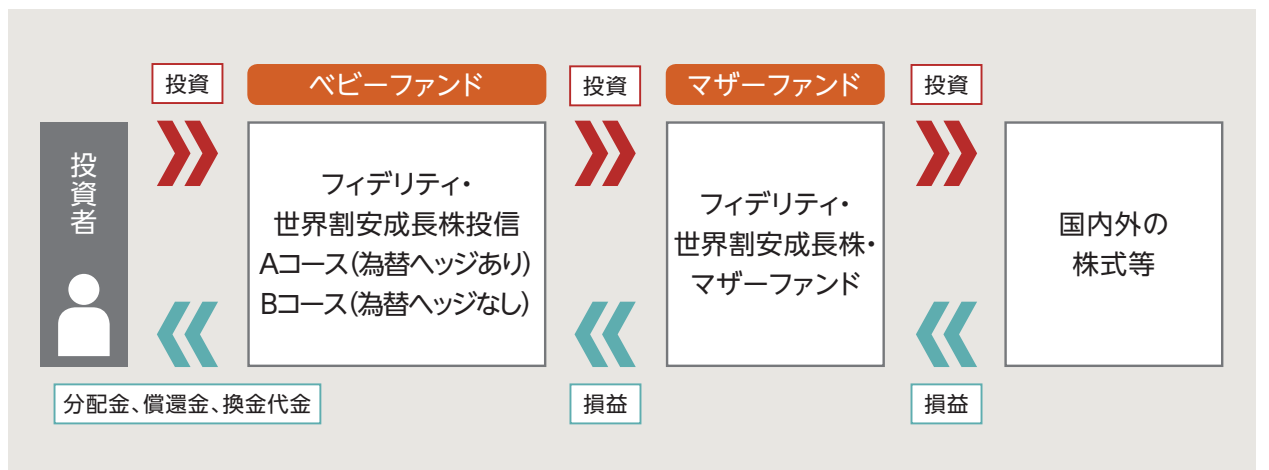 投資
ベビーファンド
投資
マザーファンド
投資
投資者
フィデリティ・
世界割安成長株投信
Aコース(為替ヘッジあり)
Bコース(為替ヘッジなし)
フィデリティ・
世界割安成長株・
マザーファンド
国内外の
株式等
分配金、償還金、換金代金
損益
損益